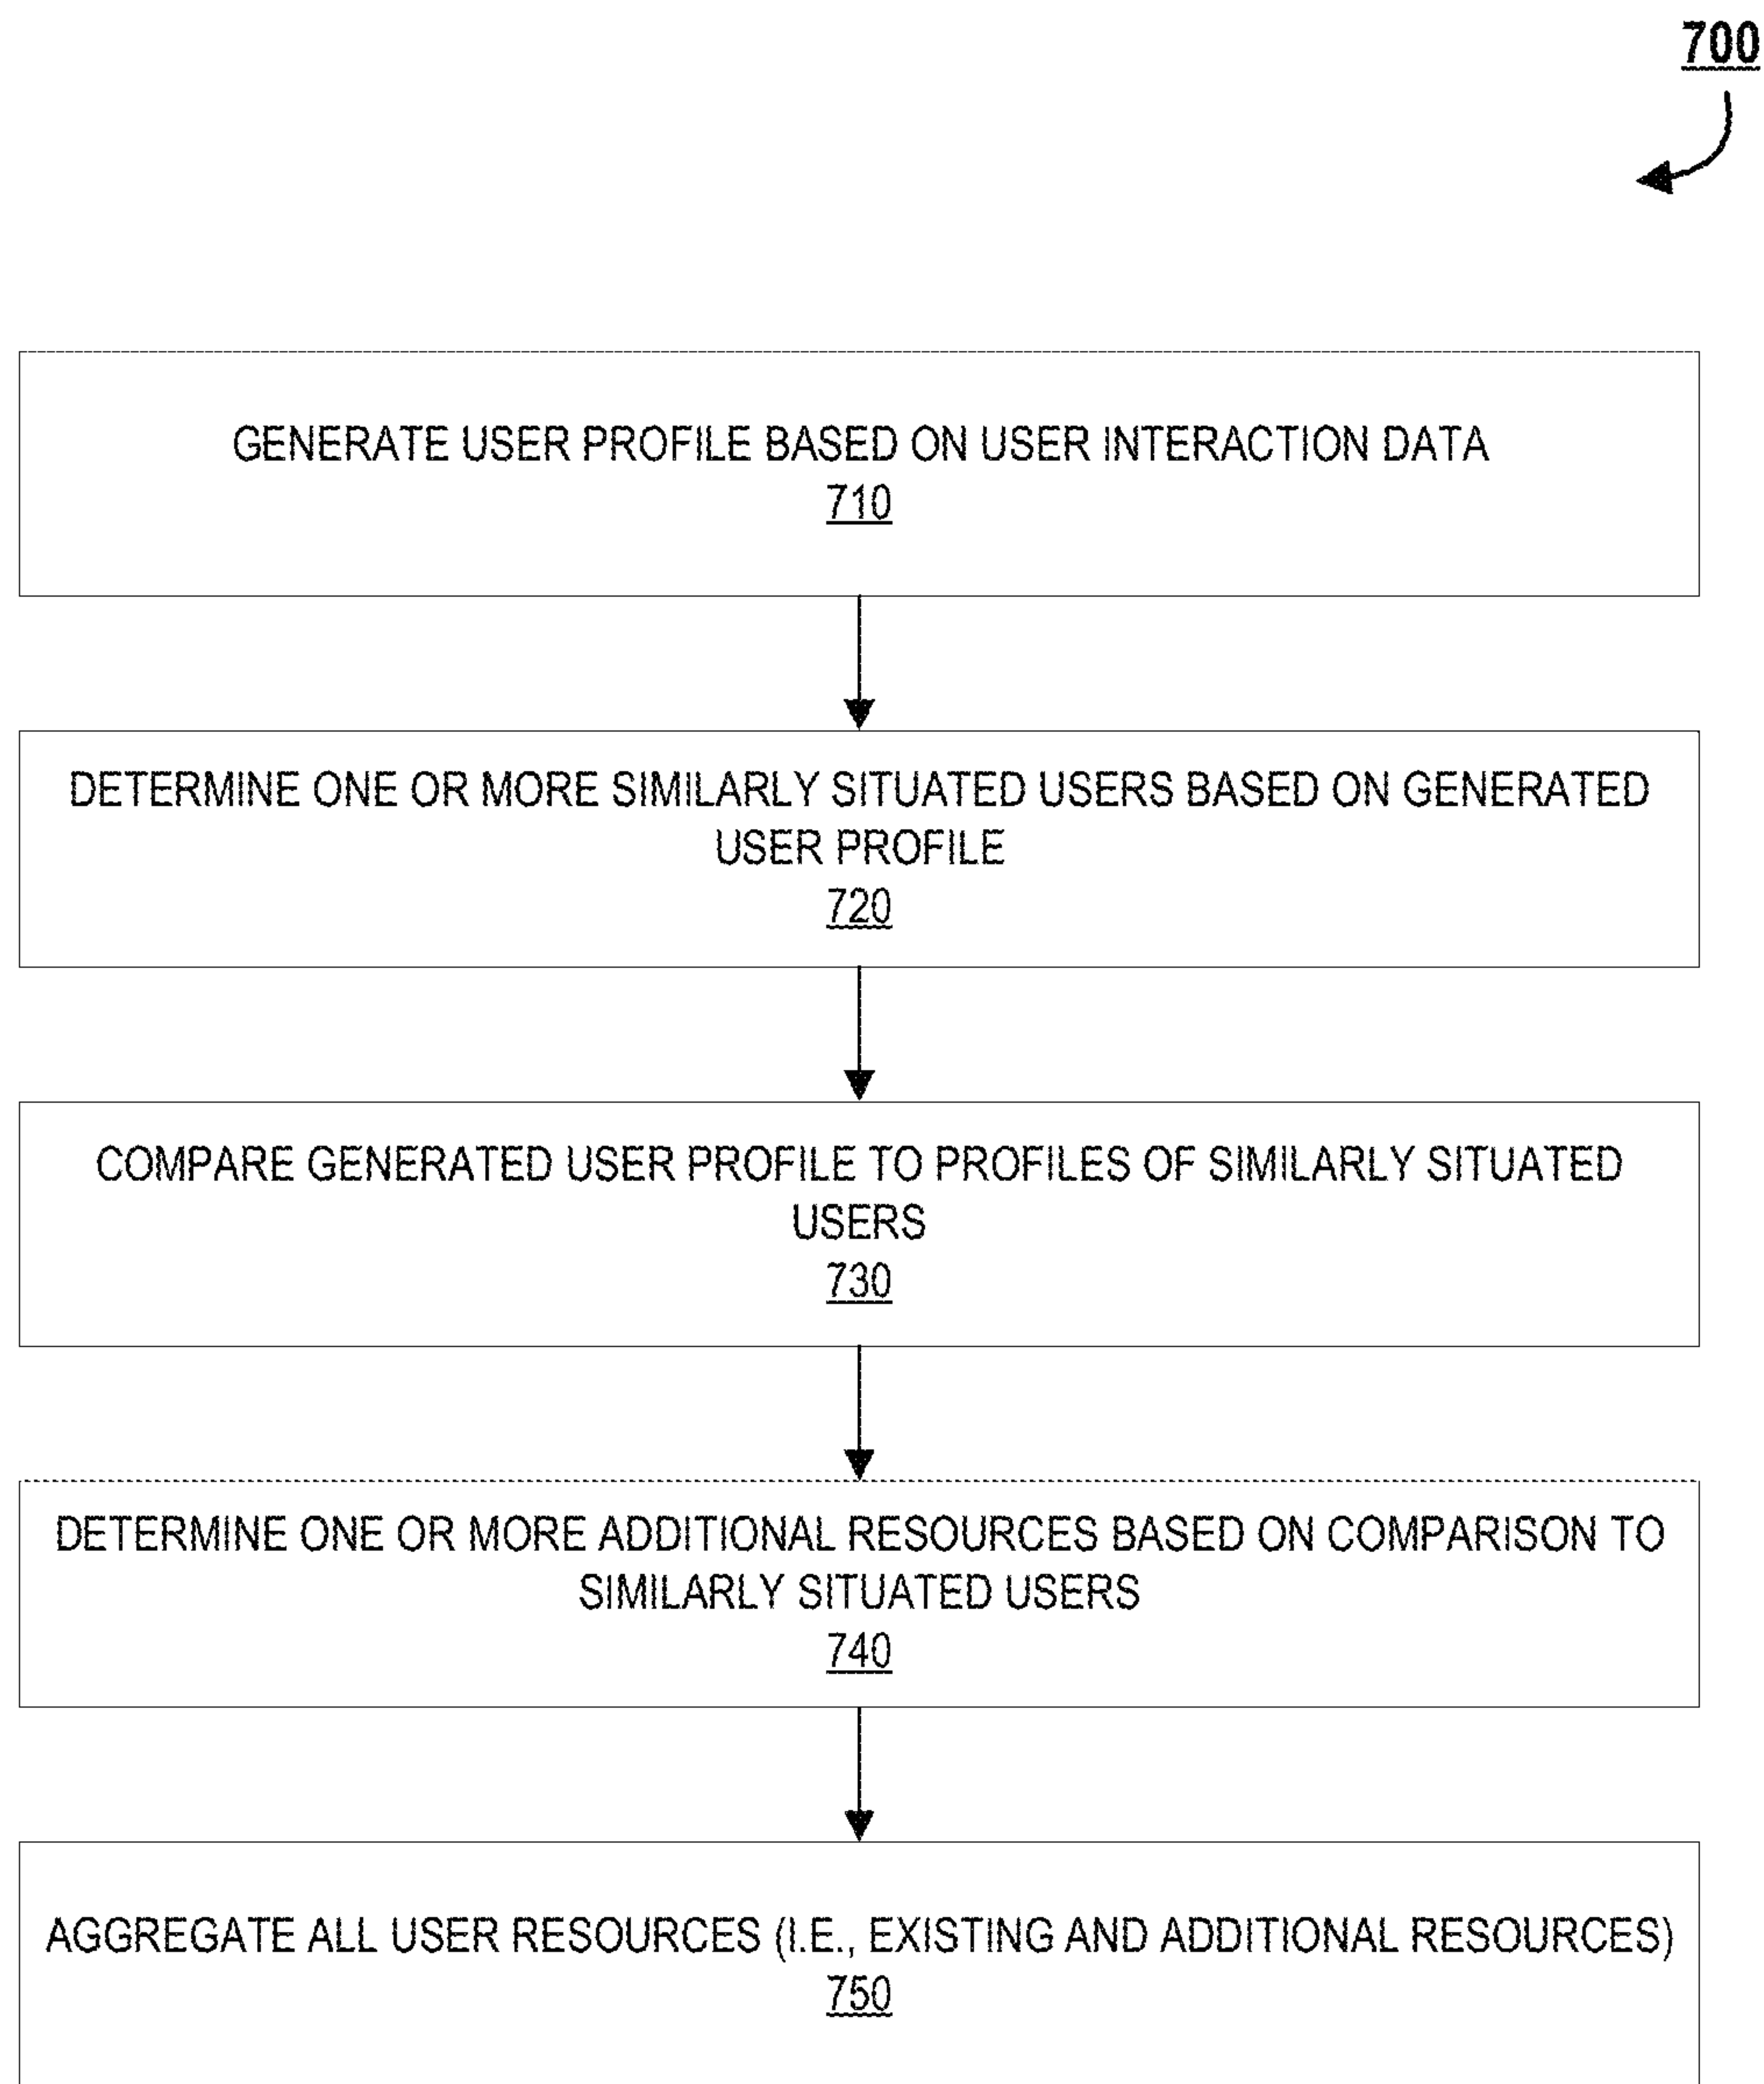 700
GENERATE USER PROFILE BASED ON USER INTERACTION DATA
710
DETERMINE ONE OR MORE SIMILARLY SITUATED USERS BASED ON GENERATED
USER PROFILE
720
COMPARE GENERATED USER PROFILE TO PROFILES OF SIMILARLY SITUATED
USERS
730
DETERMINE ONE OR MORE ADDITIONAL RESOURCES BASED ON COMPARISON TO
SIMILARLY SITUATED USERS
740
AGGREGATE ALL USER RESOURCES (I.E., EXISTING AND ADDITIONAL RESOURCES)
750